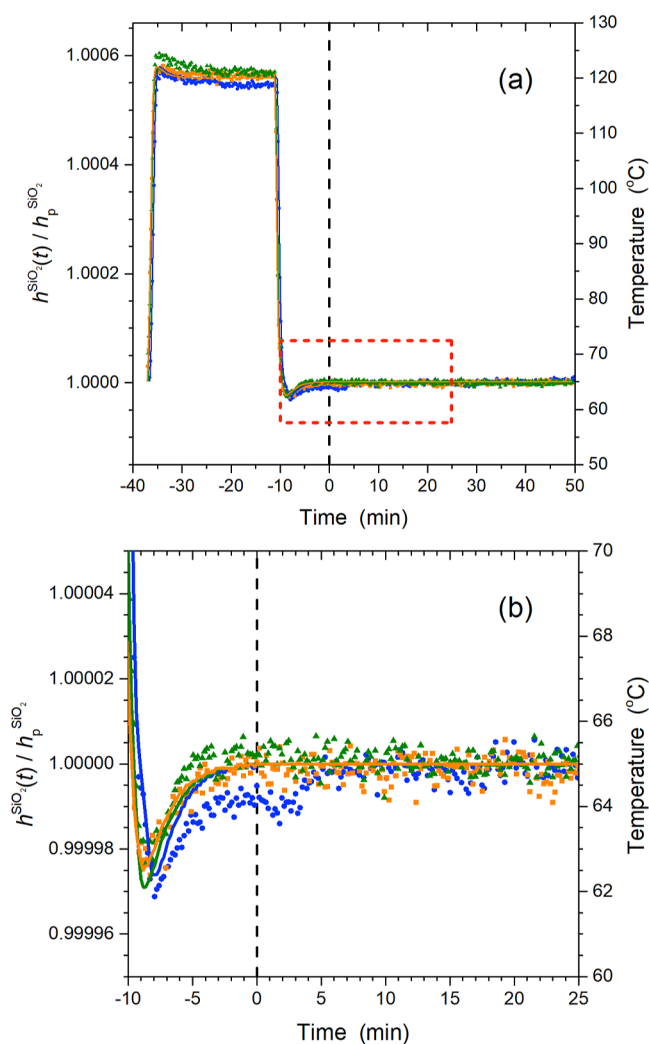 (a)
h^SiO₂(t) / h_p^SiO₂
1.0006
1.0004
1.0002
1.0000
130
120
110
100
90
80
70
60
50
Temperature (°C)
-40 -30 -20 -10 0 10 20 30 40 50
Time (min)
(b)
h^SiO₂(t) / h_p^SiO₂
1.00004
1.00002
1.00000
0.99998
0.99996
70
68
66
64
62
60
Temperature (°C)
-10 -5 0 5 10 15 20 25
Time (min)